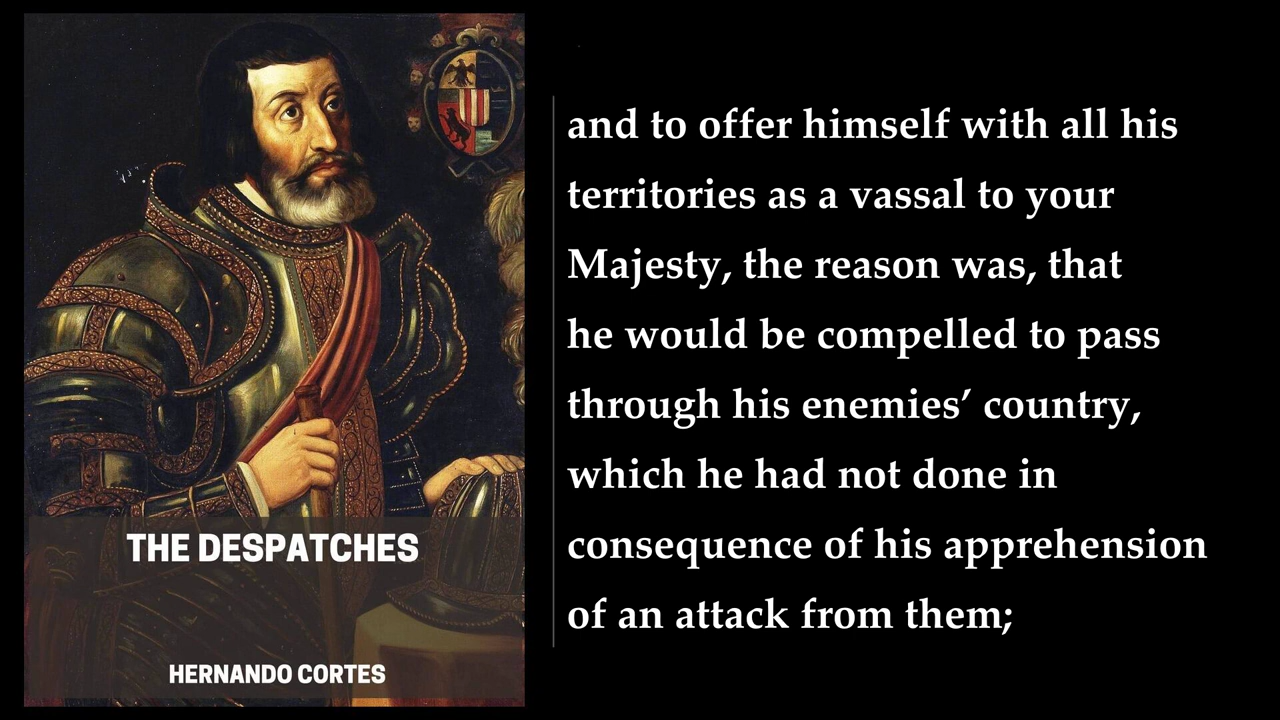 THE DESPATCHES
HERNANDO CORTES
and to offer himself with all his
territories as a vassal to your
Majesty, the reason was, that
he would be compelled to pass
through his enemies’ country,
which he had not done in
consequence of his apprehension
of an attack from them;